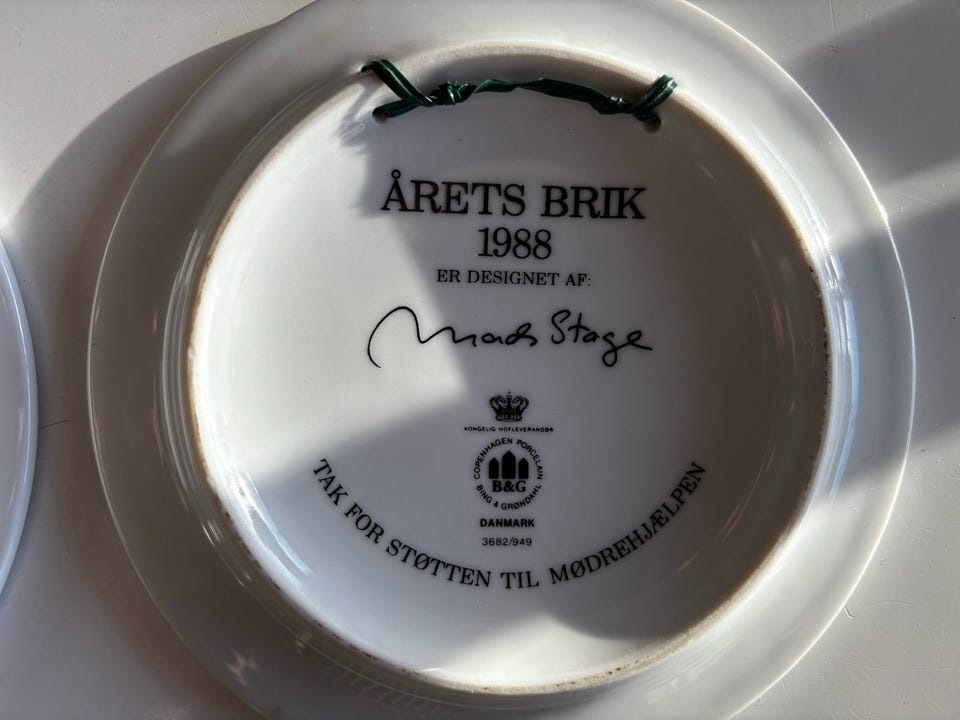 ÅRETS BRIK
1988
ER DESIGNET AF:
Mads Stage
KONGELIG HOFLEVERANDØR
COPENHAGEN PORCELAIN
B&G
BING & GRØNDAHL
DANMARK
3682/949
TAK FOR STØTTEN TIL MØDREHJÆLPEN